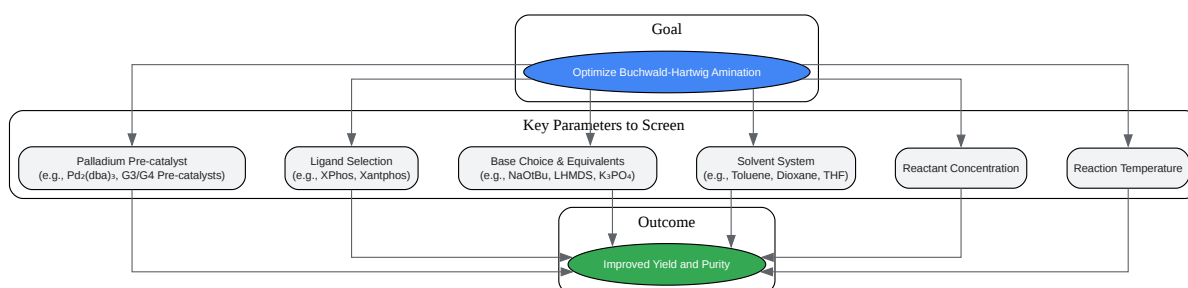 Goal
Optimize Buchwald-Hartwig Amination
Key Parameters to Screen
Palladium Pre-catalyst
(e.g., Pd₂(dba)₃, G3/G4 Pre-catalysts)
Ligand Selection
(e.g., XPhos, Xantphos)
Base Choice & Equivalents
(e.g., NaOtBu, LHMDS, K₃PO₄)
Solvent System
(e.g., Toluene, Dioxane, THF)
Reactant Concentration
Reaction Temperature
Outcome
Improved Yield and Purity